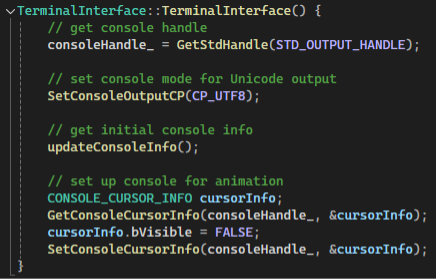 TerminalInterface::TerminalInterface() {
    // get console handle
    consoleHandle_ = GetStdHandle(STD_OUTPUT_HANDLE);

    // set console mode for Unicode output
    SetConsoleOutputCP(CP_UTF8);

    // get initial console info
    updateConsoleInfo();

    // set up console for animation
    CONSOLE_CURSOR_INFO cursorInfo;
    GetConsoleCursorInfo(consoleHandle_, &cursorInfo);
    cursorInfo.bVisible = FALSE;
    SetConsoleCursorInfo(consoleHandle_, &cursorInfo);
}